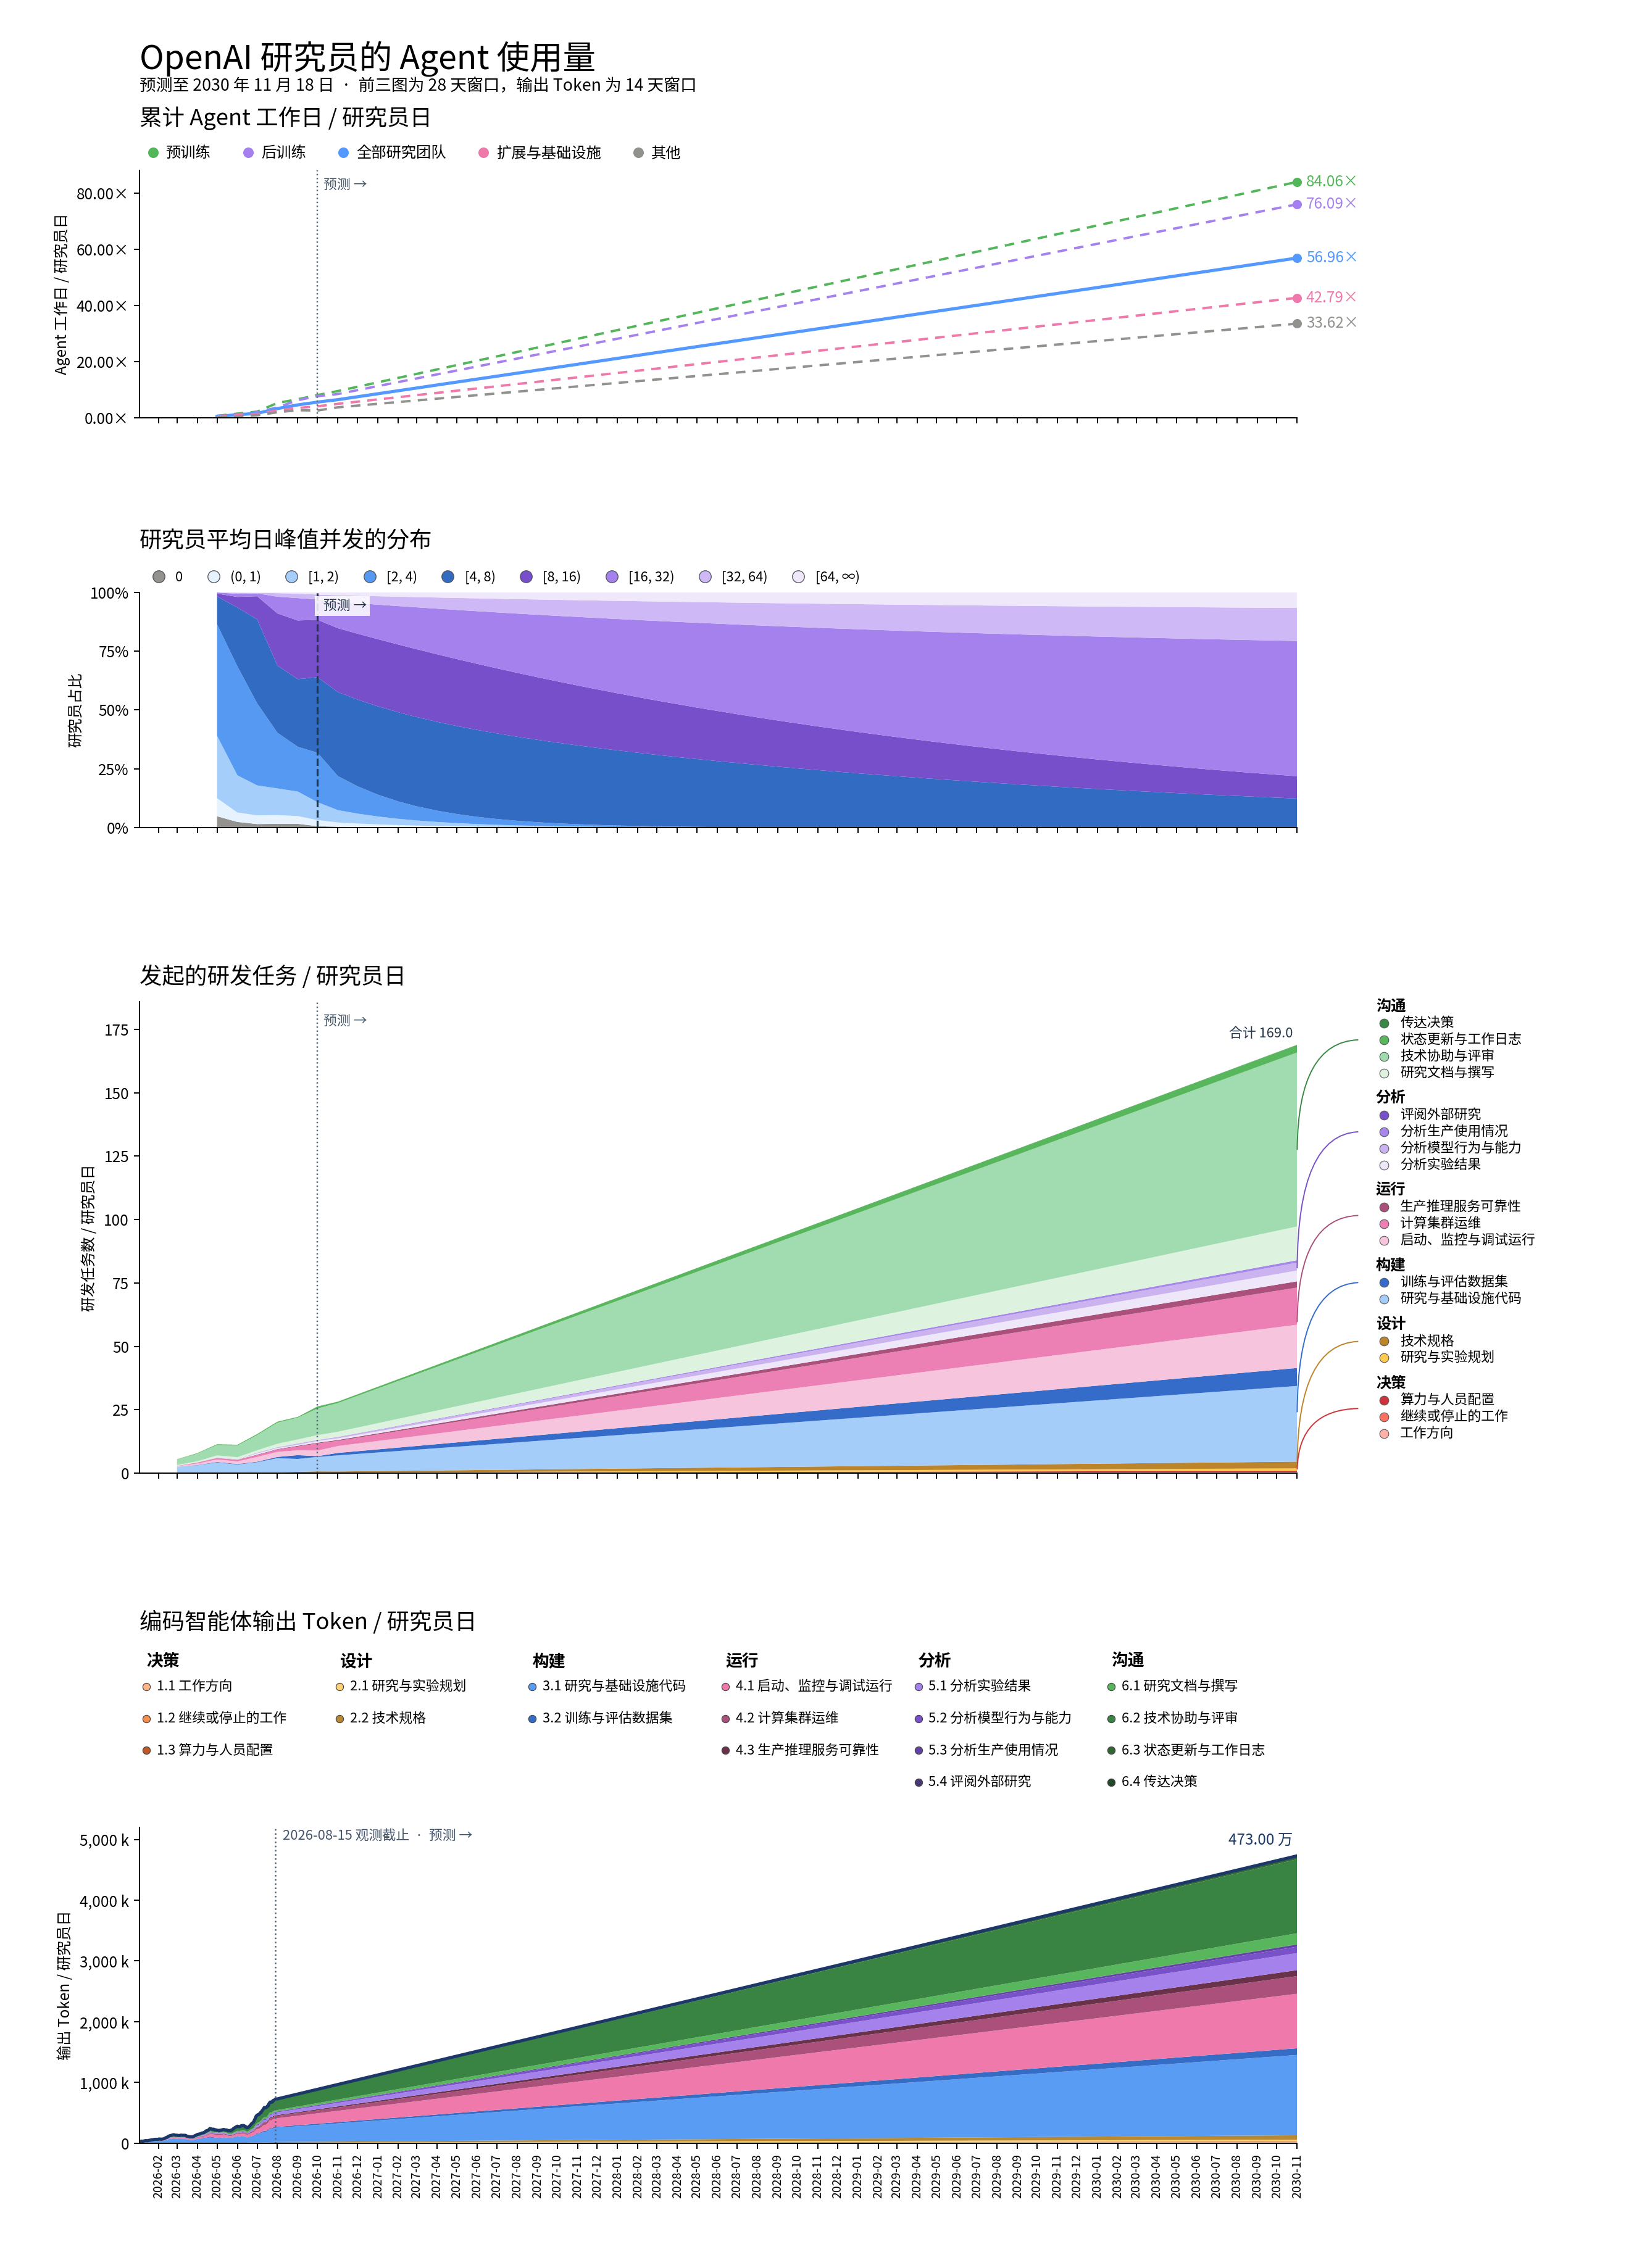 OpenAI 研究员的 Agent 使用量
预测至 2030 年 11 月 18 日 · 前三图为 28 天窗口，输出 Token 为 14 天窗口
累计 Agent 工作日 / 研究员日
预训练 后训练 全部研究团队 扩展与基础设施 其他
预测 →
Agent 工作日 / 研究员日
80.00×
60.00×
40.00×
20.00×
0.00×
84.06×
76.09×
56.96×
42.79×
33.62×
研究员平均日峰值并发的分布
0 (0, 1) [1, 2) [2, 4) [4, 8) [8, 16) [16, 32) [32, 64) [64, ∞)
预测 →
研究员占比
100%
75%
50%
25%
0%
发起的研发任务 / 研究员日
预测 →
合计 169.0
研发任务数 / 研究员日
175
150
125
100
75
50
25
0
沟通
传达决策
状态更新与工作日志
技术协助与评审
研究文档与撰写
分析
评阅外部研究
分析生产使用情况
分析模型行为与能力
分析实验结果
运行
生产推理服务可靠性
计算集群运维
启动、监控与调试运行
构建
训练与评估数据集
研究与基础设施代码
设计
技术规格
研究与实验规划
决策
算力与人员配置
继续或停止的工作
工作方向
编码智能体输出 Token / 研究员日
决策 设计 构建 运行 分析 沟通
1.1 工作方向 2.1 研究与实验规划 3.1 研究与基础设施代码 4.1 启动、监控与调试运行 5.1 分析实验结果 6.1 研究文档与撰写
1.2 继续或停止的工作 2.2 技术规格 3.2 训练与评估数据集 4.2 计算集群运维 5.2 分析模型行为与能力 6.2 技术协助与评审
1.3 算力与人员配置 4.3 生产推理服务可靠性 5.3 分析生产使用情况 6.3 状态更新与工作日志
5.4 评阅外部研究 6.4 传达决策
2026-08-15 观测截止 · 预测 →
473.00 万
输出 Token / 研究员日
5,000 k
4,000 k
3,000 k
2,000 k
1,000 k
0
2026-02
2026-03
2026-04
2026-05
2026-06
2026-07
2026-08
2026-09
2026-10
2026-11
2026-12
2027-01
2027-02
2027-03
2027-04
2027-05
2027-06
2027-07
2027-08
2027-09
2027-10
2027-11
2027-12
2028-01
2028-02
2028-03
2028-04
2028-05
2028-06
2028-07
2028-08
2028-09
2028-10
2028-11
2028-12
2029-01
2029-02
2029-03
2029-04
2029-05
2029-06
2029-07
2029-08
2029-09
2029-10
2029-11
2029-12
2030-01
2030-02
2030-03
2030-04
2030-05
2030-06
2030-07
2030-08
2030-09
2030-10
2030-11